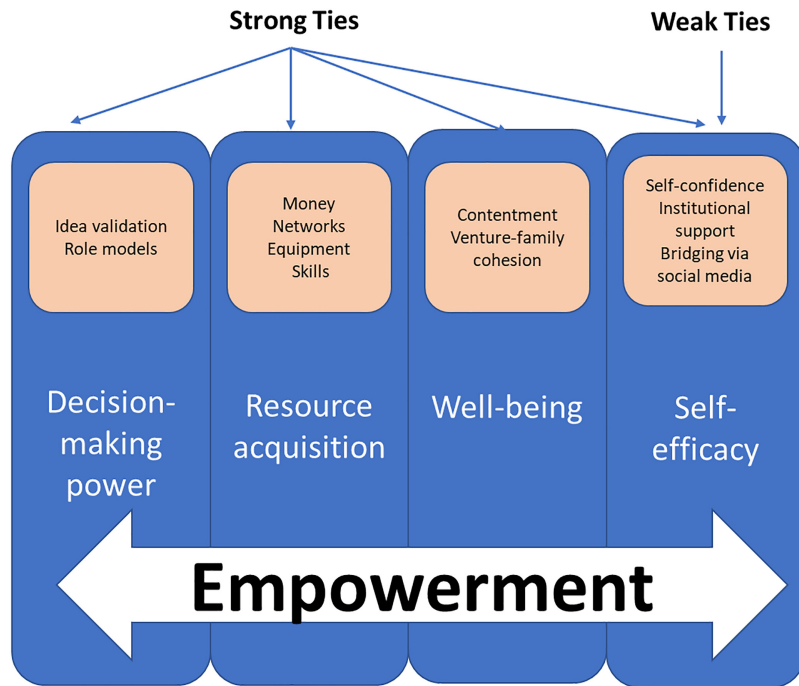 Strong Ties
Weak Ties
Idea validation
Role models
Money
Networks
Equipment
Skills
Contentment
Venture-family
cohesion
Self-confidence
Institutional
support
Bridging via
social media
Decision-
making
power
Resource
acquisition
Well-being
Self-
efficacy
Empowerment